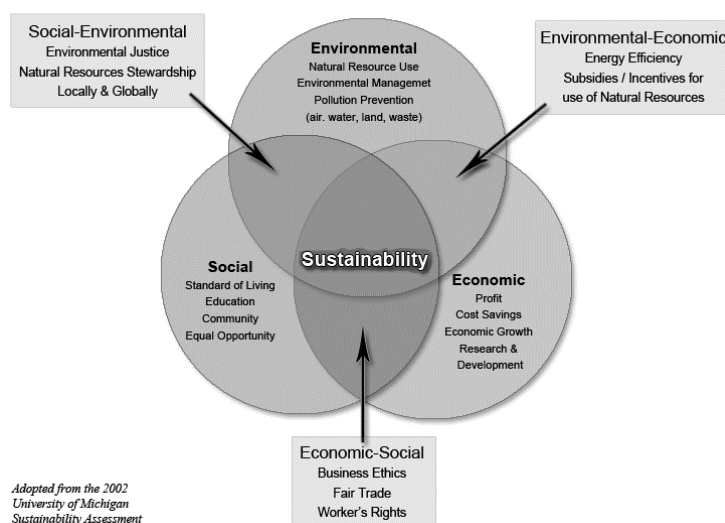 Social-Environmental
Environmental Justice
Natural Resources Stewardship
Locally & Globally
Environmental
Natural Resource Use
Environmental Managemet
Pollution Prevention
(air. water, land, waste)
Environmental-Economic
Energy Efficiency
Subsidies / Incentives for
use of Natural Resources
Sustainability
Social
Standard of Living
Education
Community
Equal Opportunity
Economic
Profit
Cost Savings
Economic Growth
Research &
Development
Economic-Social
Business Ethics
Fair Trade
Worker's Rights
Adopted from the 2002
University of Michigan
Sustainability Assessment